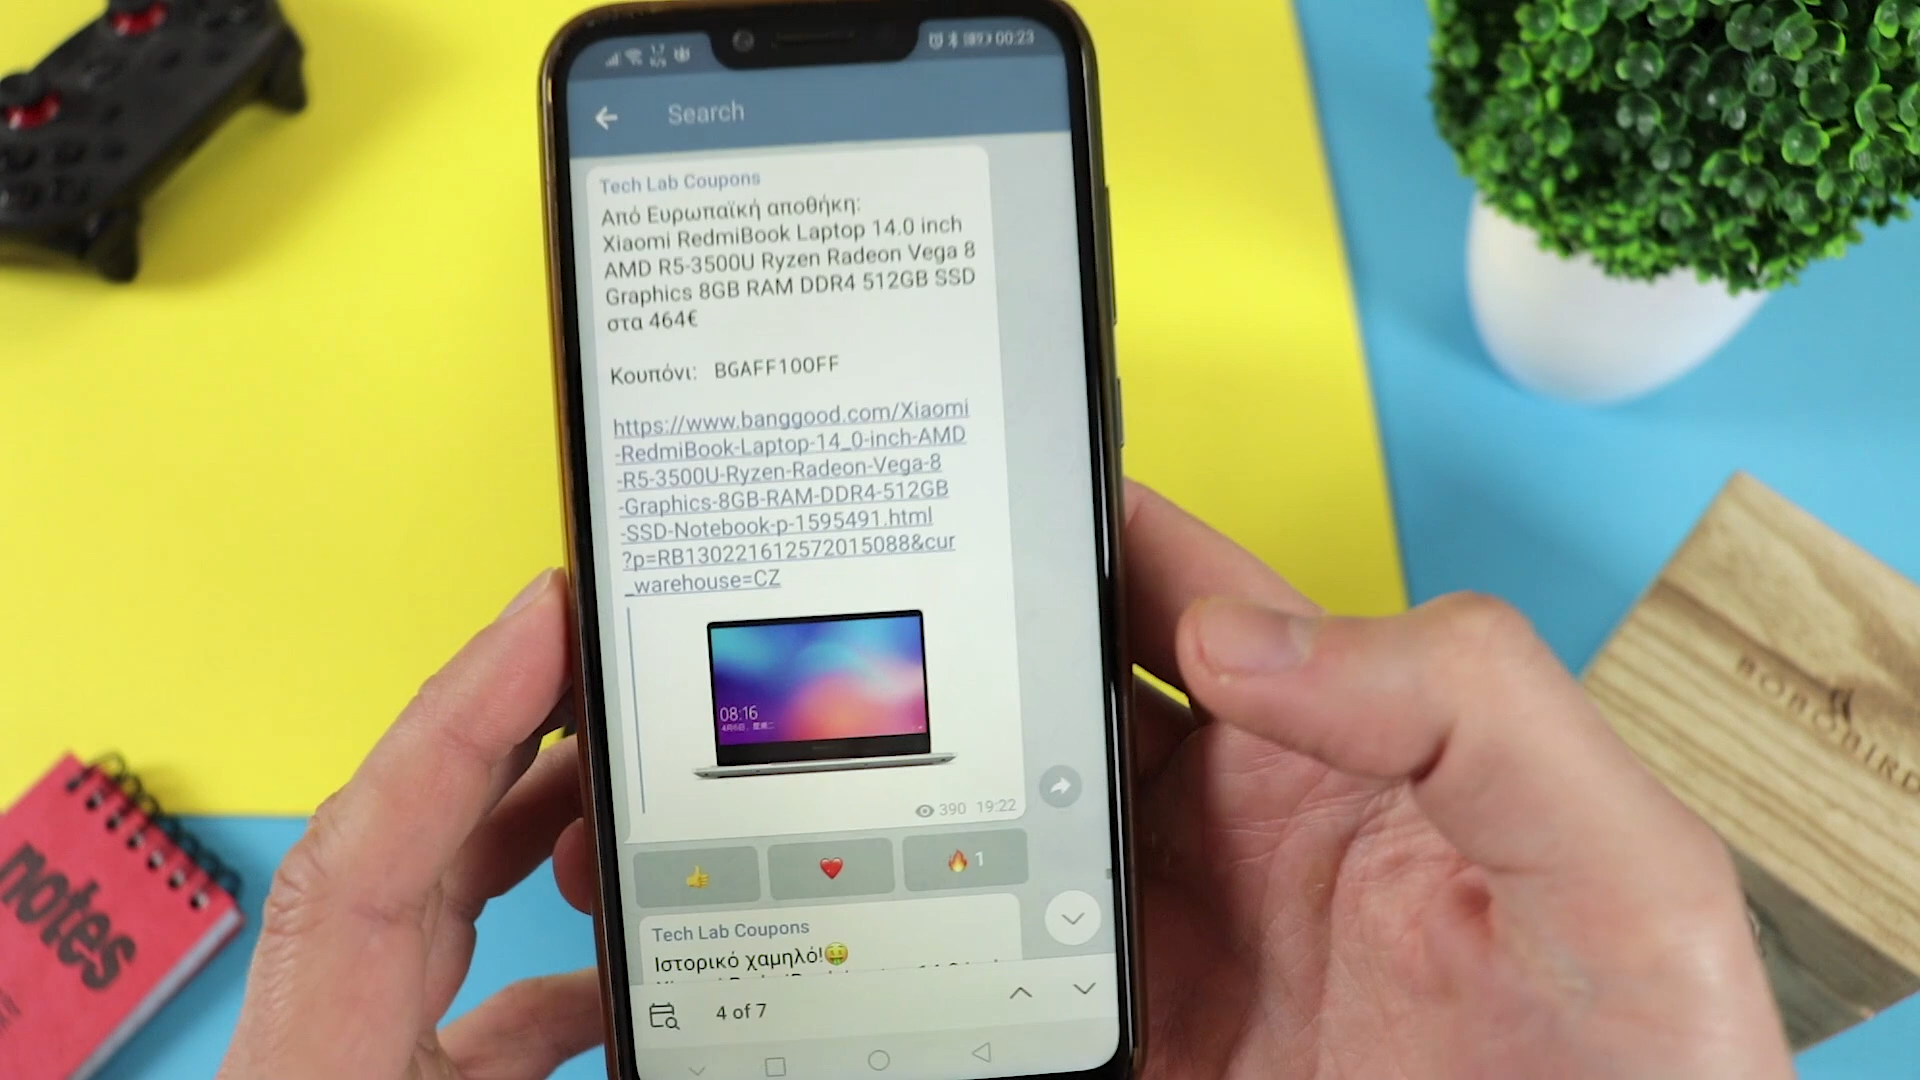 00:23
Search
Tech Lab Coupons
Από Ευρωπαϊκή αποθήκη:
Xiaomi RedmiBook Laptop 14.0 inch
AMD R5-3500U Ryzen Radeon Vega 8
Graphics 8GB RAM DDR4 512GB SSD
στα 464€
Κουπόνι: BGAFF100FF
https://www.banggood.com/Xiaomi
-RedmiBook-Laptop-14_0-inch-AMD
-R5-3500U-Ryzen-Radeon-Vega-8
-Graphics-8GB-RAM-DDR4-512GB
-SSD-Notebook-p-1595491.html
?p=RB130221612572015088&cur
_warehouse=CZ
08:16
390 19:22
1
Tech Lab Coupons
Ιστορικό χαμηλό!
4 of 7
notes
BOBOBIRD